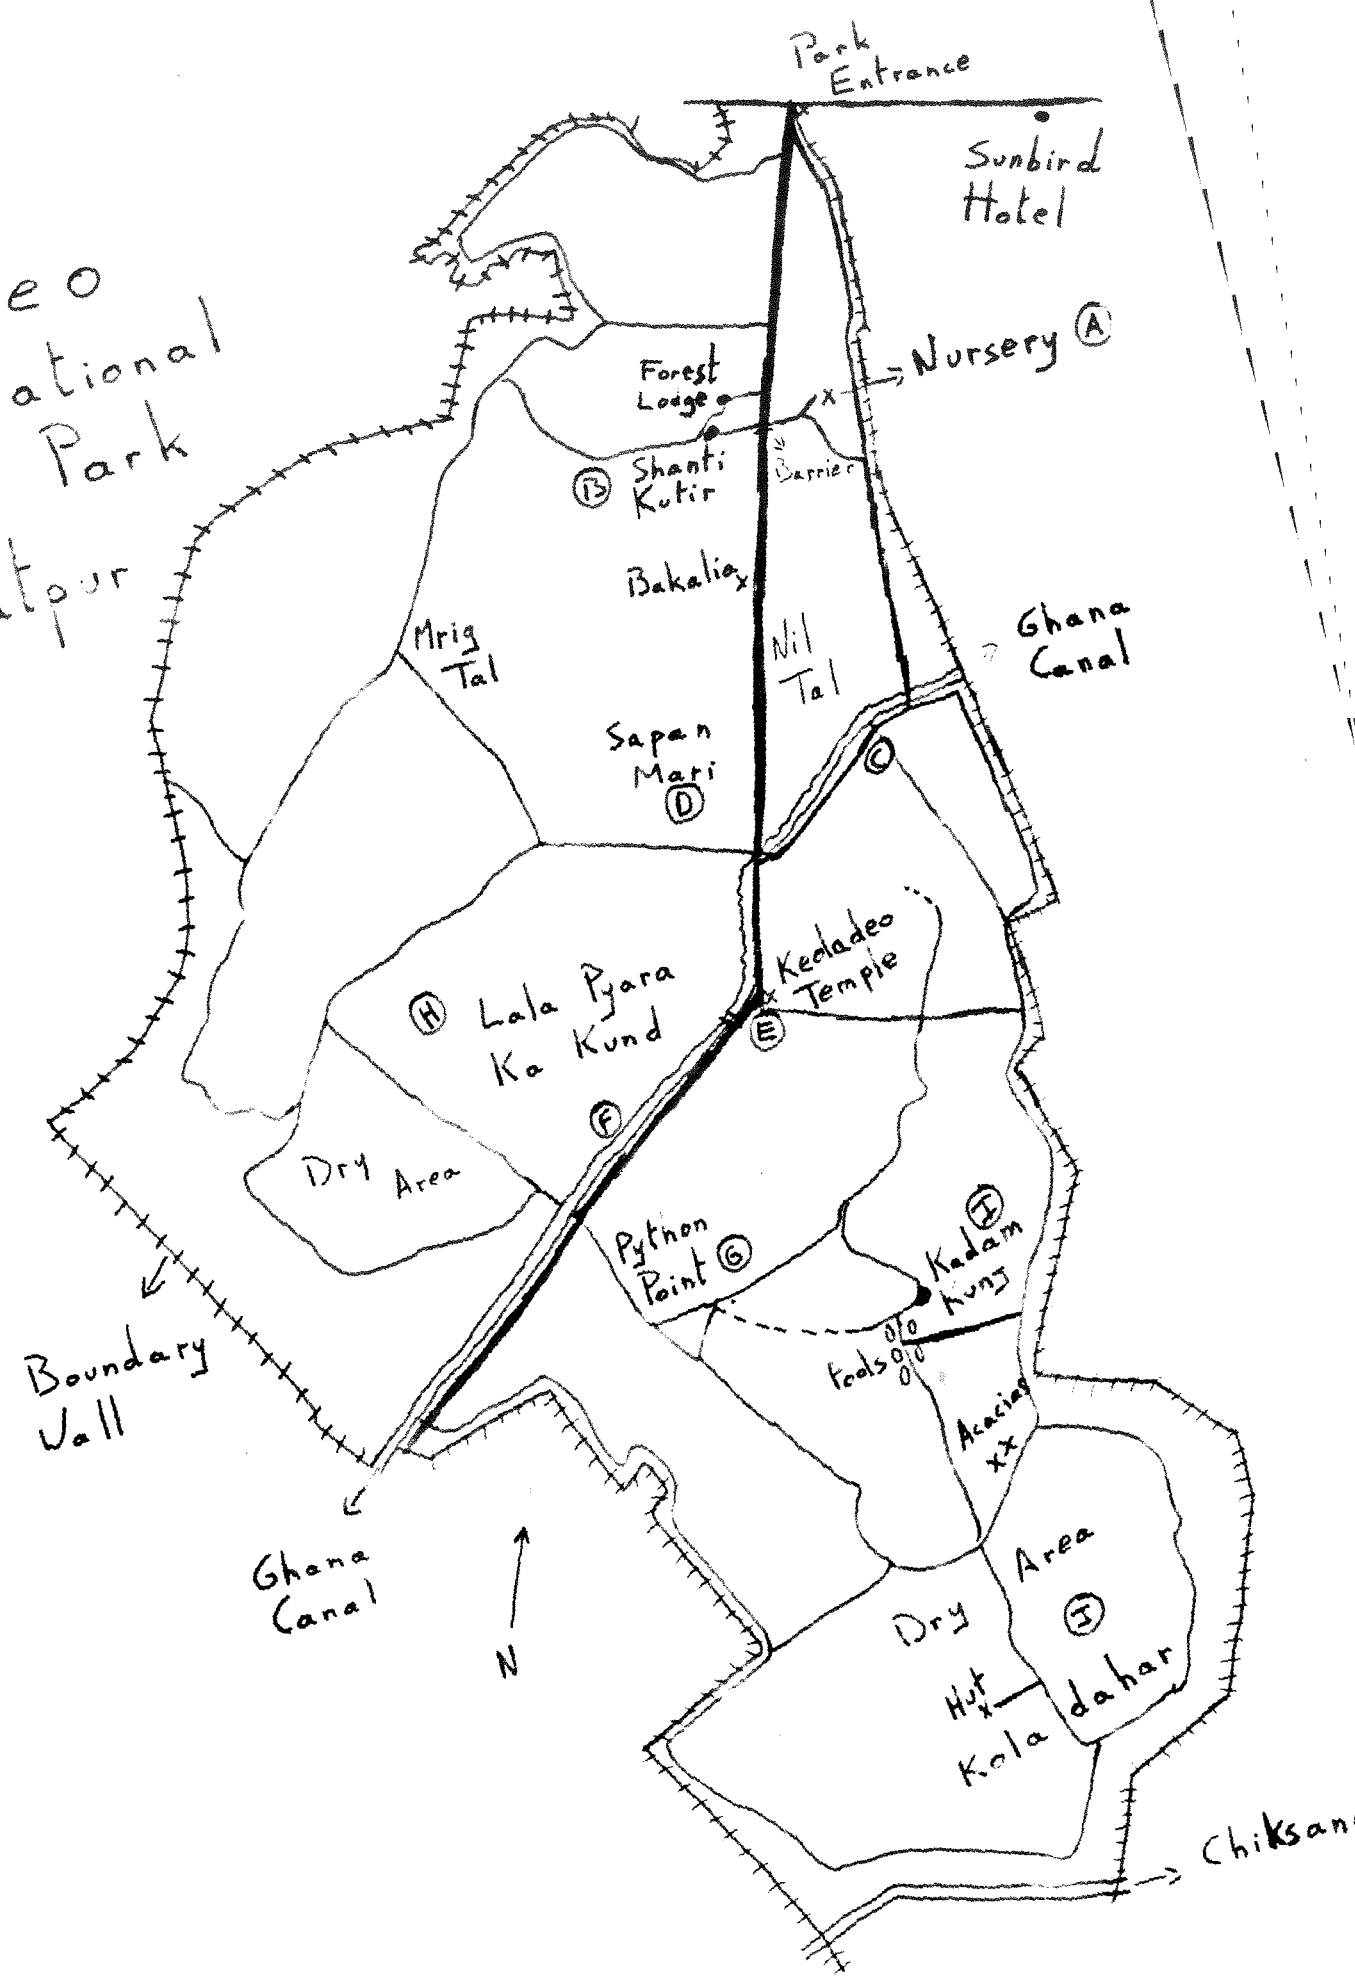 Park
Entrance
Sunbird
Hotel
eo
ational
Park
tpur
Nursery A
Forest
Lodge
B Shanti
Kutir
Barrier
Bakalia
Mrig
Tal
Nil
Tal
Ghana
Canal
Sapan
Mari
D
C
Keoladeo
Temple
E
H Lala Pyara
Ka Kund
F
Dry Area
Python
Point G
I
Kadam
Kunj
Boundary
Wall
Acacias
Ghana
Canal
N
Dry Area
Hut
Kola dahar
Chiksan